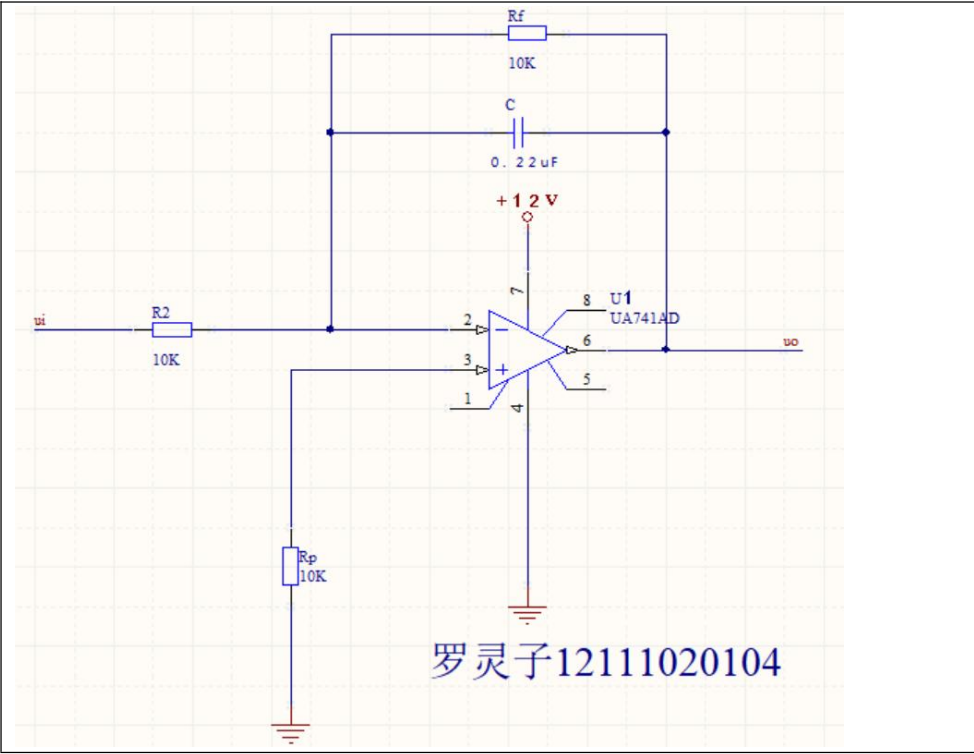 Rf
10K
C
0.22uF
+12V
ui
R2
10K
2
3
1
7
4
8
6
5
U1
UA741AD
uo
Rp
10K
罗灵子12111020104